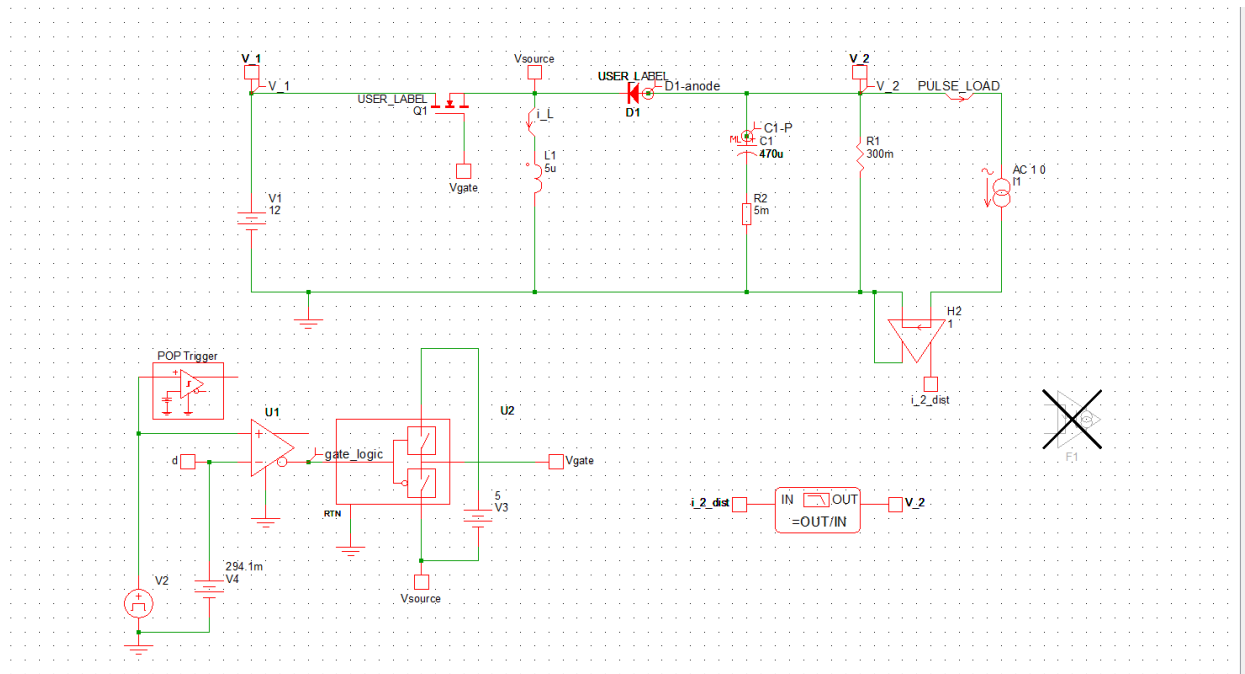 V_1
V_1
USER_LABEL
Q1
Vgate
Vsource
i_L
L1
5u
USER_LABEL
D1-anode
D1
C1-P
C1
470u
R2
5m
V_2
V_2
PULSE_LOAD
R1
300m
AC 1 0
I1
V1
12
H2
1
i_2_dist
POP Trigger
U1
d
gate_logic
U2
RTN
Vgate
5
V3
Vsource
V2
294.1m
V4
F1
i_2_dist
IN
OUT
=OUT/IN
V_2